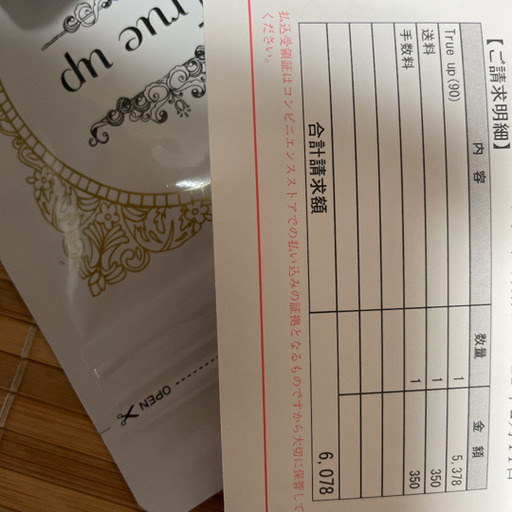 【ご請求明細】
内 容 数量 金 額
True up(90) 1 5,378
送料 1 350
手数料 1 350
合計請求額 6,078
払込受領証はコンビニエンスストアでの払い込みの証拠となるものですから大切に保管して
ください。
True
up
OPEN